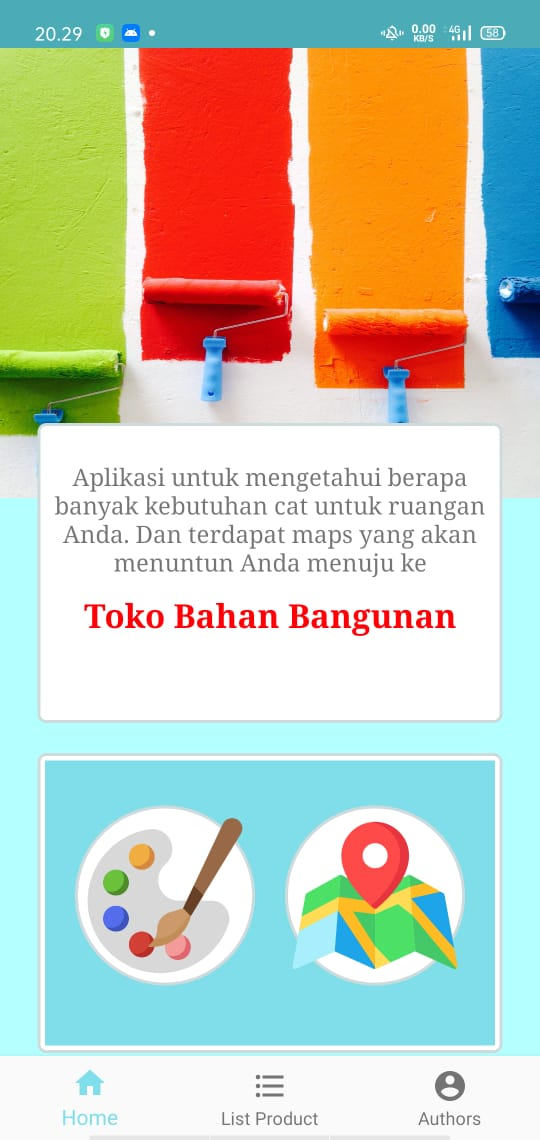 20.29
0.00
KB/S
4G
58
Aplikasi untuk mengetahui berapa
banyak kebutuhan cat untuk ruangan
Anda. Dan terdapat maps yang akan
menuntun Anda menuju ke
Toko Bahan Bangunan
Home
List Product
Authors